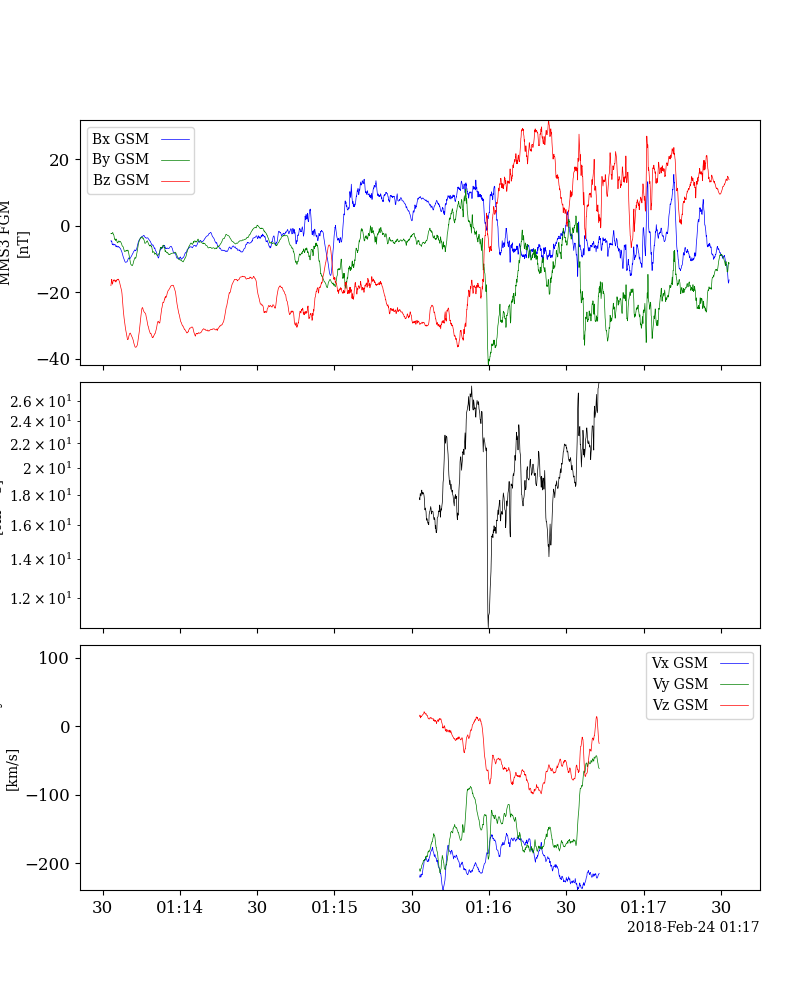 Bx GSM
By GSM
Bz GSM
MMS3 FGM
[nT]
20
0
−20
−40
2.6 × 10¹
2.4 × 10¹
2.2 × 10¹
2 × 10¹
1.8 × 10¹
1.6 × 10¹
1.4 × 10¹
1.2 × 10¹
Vx GSM
Vy GSM
Vz GSM
[km/s]
100
0
−100
−200
30 01:14 30 01:15 30 01:16 30 01:17 30
2018-Feb-24 01:17